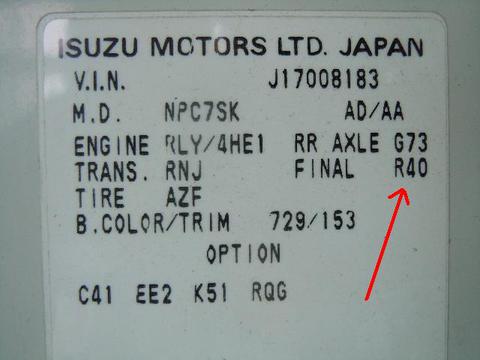 ISUZU MOTORS LTD. JAPAN
V.I.N. J17008183
M.D. NPC7SK AD/AA
ENGINE RLY/4HE1 RR AXLE G73
TRANS. RNJ FINAL R40
TIRE AZF
B.COLOR/TRIM 729/153
OPTION
C41 EE2 K51 RQG